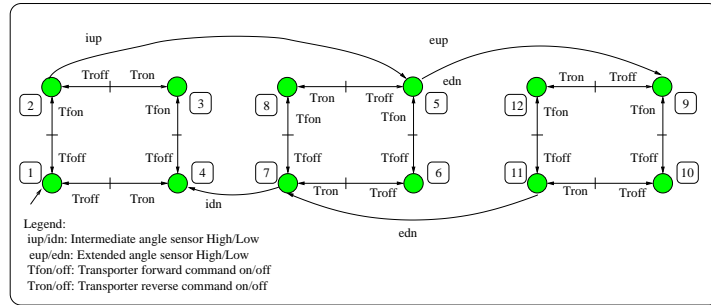 iup
eup
edn
Troff Tron
Tron Troff
Tron Troff
2
3
8
5
12
9
Tfon
Tfon
Tfon
Tfon
Tfon
Tfon
Tfoff
Tfoff
Tfoff
Tfoff
Tfoff
Tfoff
1
4
7
6
11
10
Troff Tron
Tron Troff
Tron Troff
idn
edn
Legend:
iup/idn: Intermediate angle sensor High/Low
eup/edn: Extended angle sensor High/Low
Tfon/off: Transporter forward command on/off
Tron/off: Transporter reverse command on/off